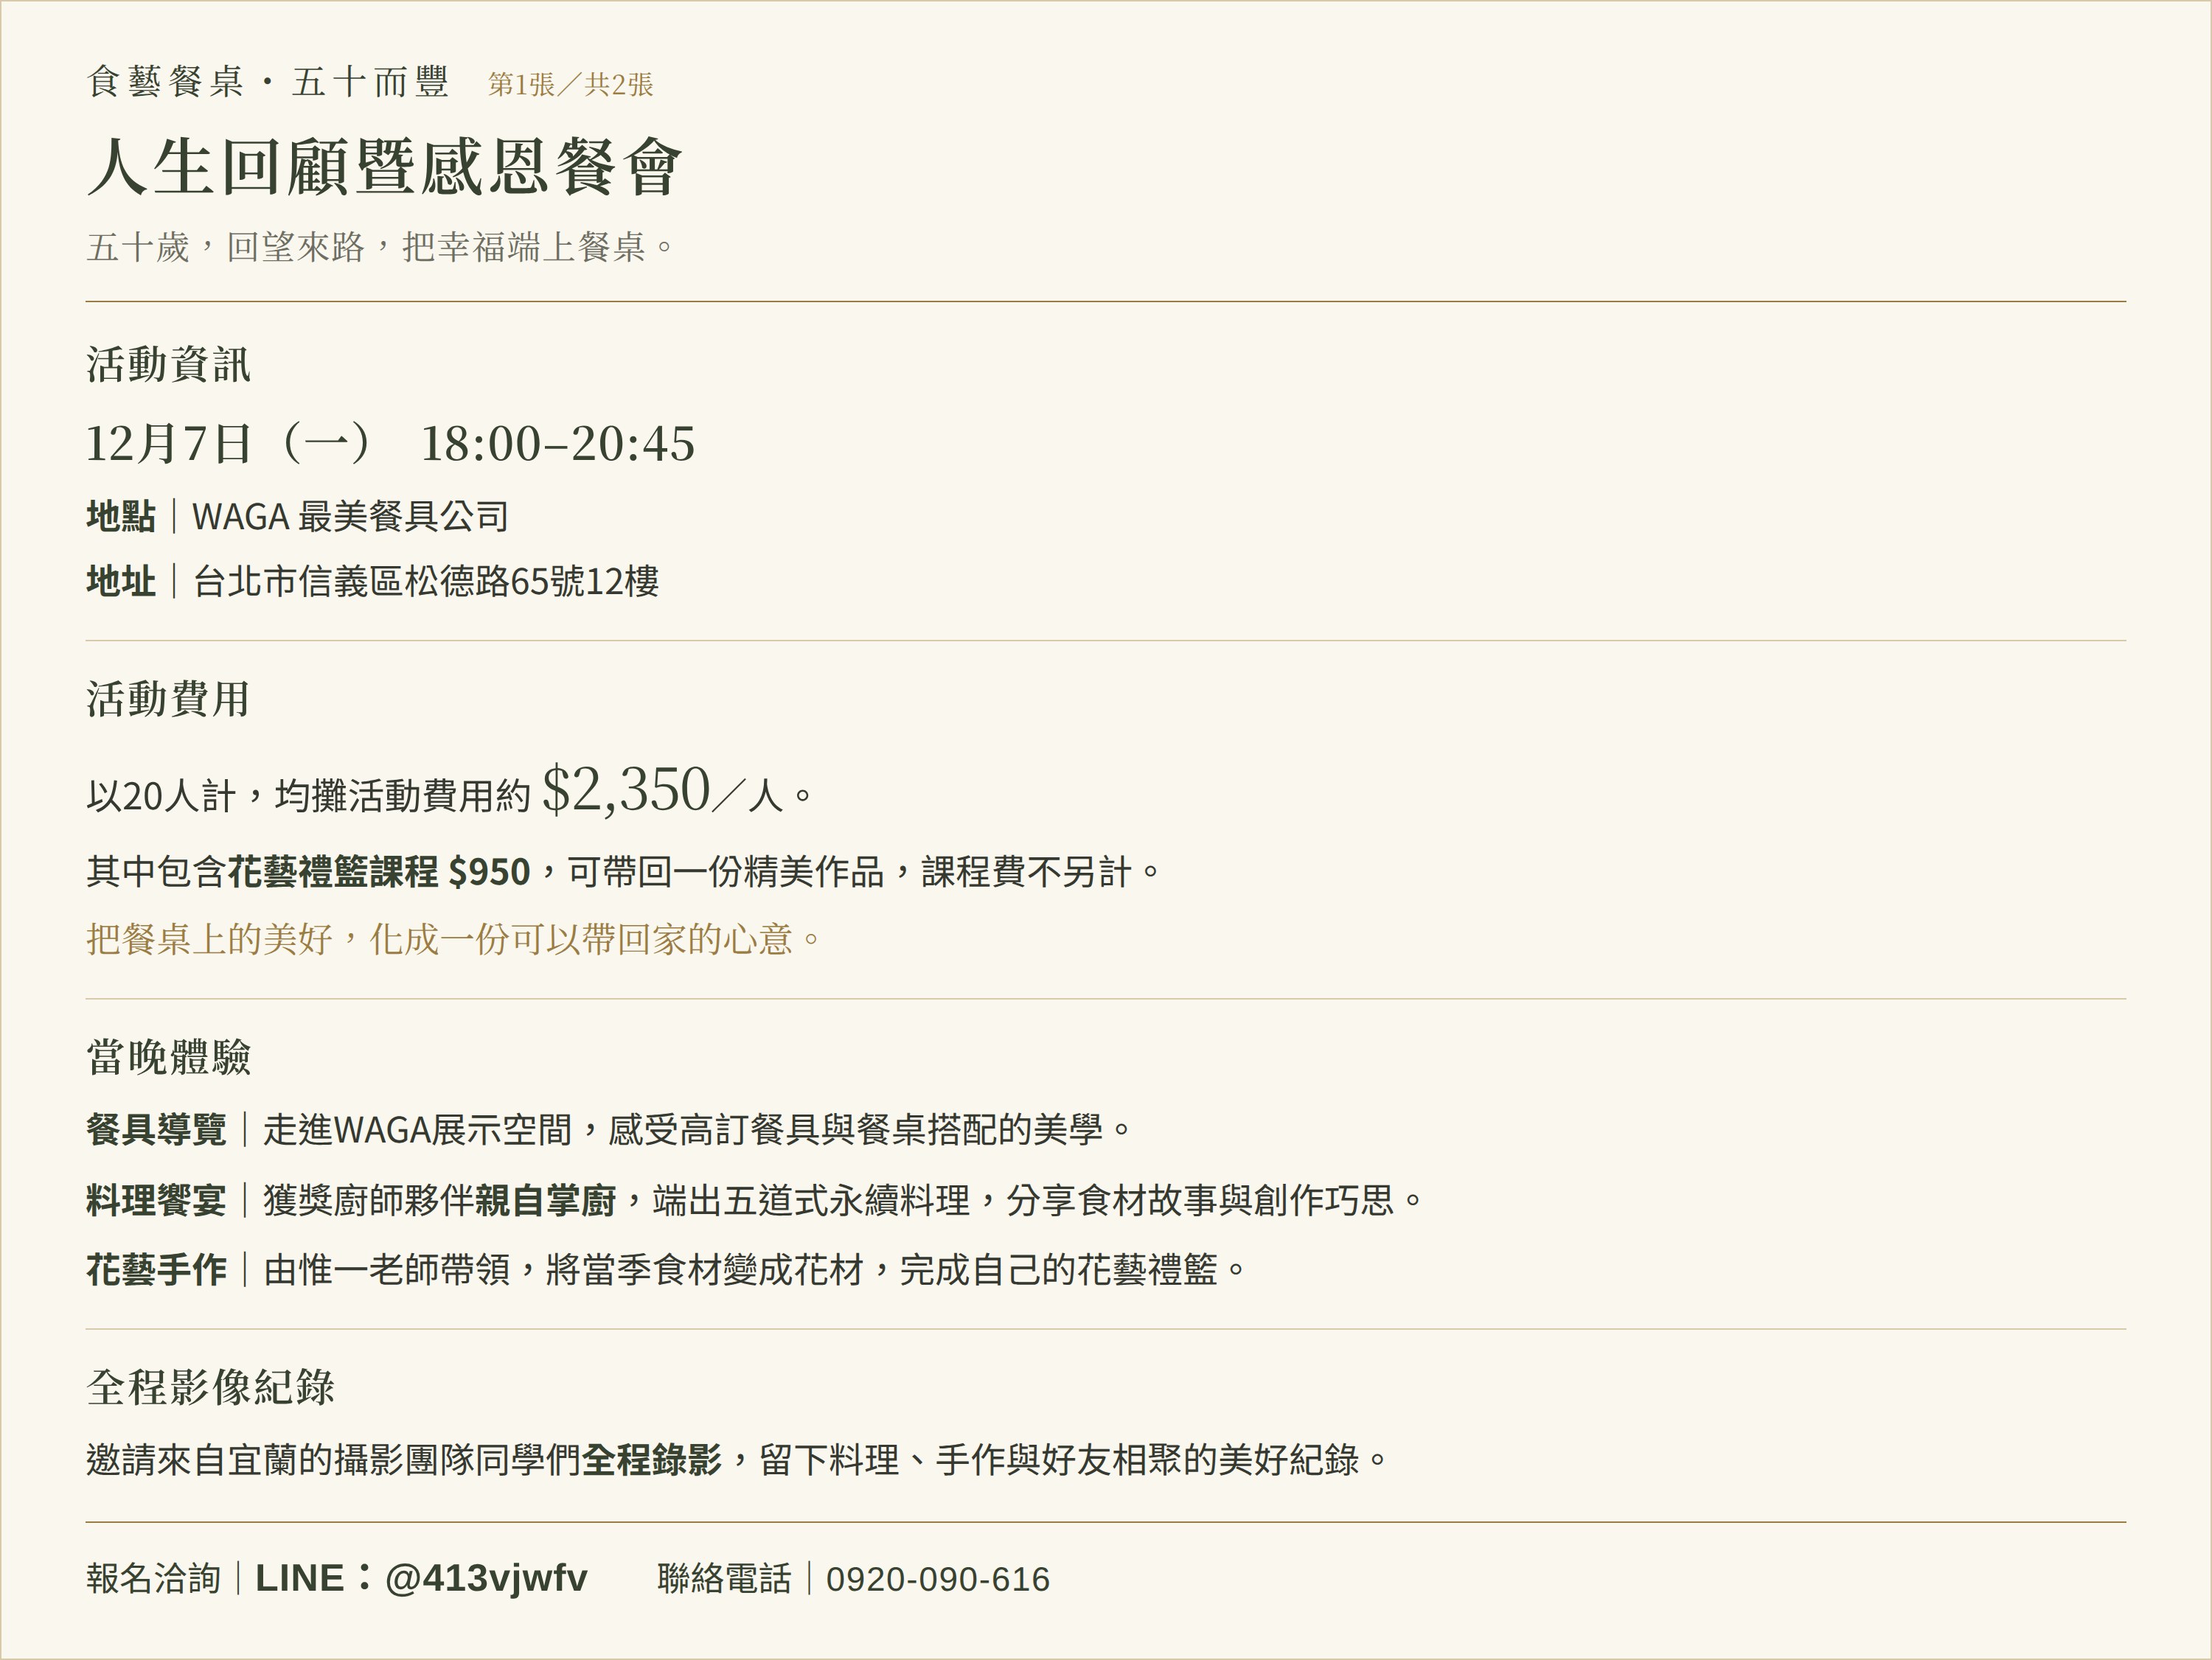 食藝餐桌・五十而豐 第1張／共2張
人生回顧暨感恩餐會
五十歲，回望來路，把幸福端上餐桌。
活動資訊
12月7日（一） 18:00–20:45
地點｜WAGA 最美餐具公司
地址｜台北市信義區松德路65號12樓
活動費用
以20人計，均攤活動費用約 $2,350／人。
其中包含花藝禮籃課程 $950，可帶回一份精美作品，課程費不另計。
把餐桌上的美好，化成一份可以帶回家的心意。
當晚體驗
餐具導覽｜走進WAGA展示空間，感受高訂餐具與餐桌搭配的美學。
料理饗宴｜獲獎廚師夥伴親自掌廚，端出五道式永續料理，分享食材故事與創作巧思。
花藝手作｜由惟一老師帶領，將當季食材變成花材，完成自己的花藝禮籃。
全程影像紀錄
邀請來自宜蘭的攝影團隊同學們全程錄影，留下料理、手作與好友相聚的美好紀錄。
報名洽詢｜LINE：@413vjwfv 聯絡電話｜0920-090-616